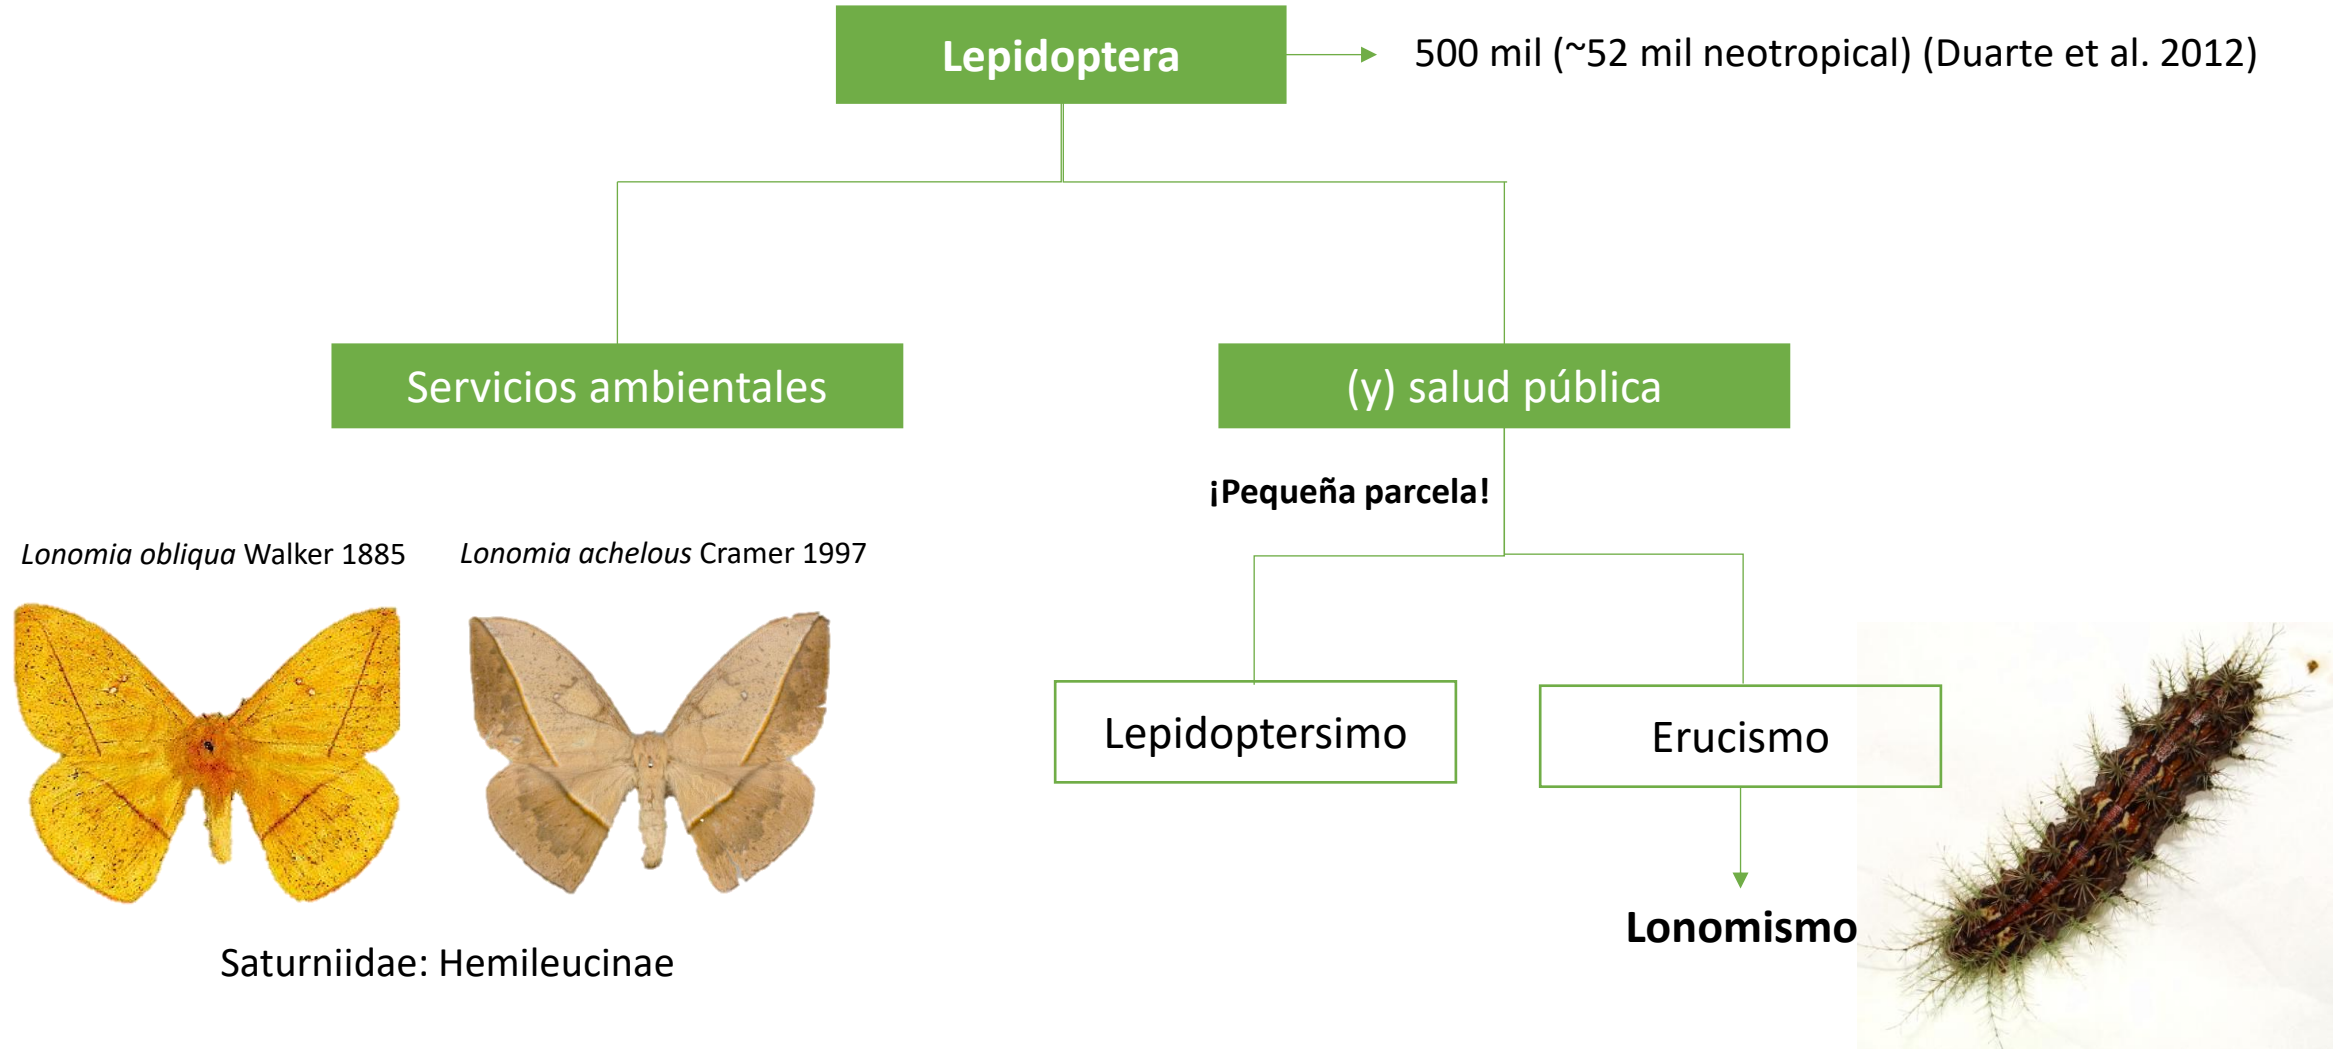 Lepidoptera
500 mil (~52 mil neotropical) (Duarte et al. 2012)
Servicios ambientales
(y) salud pública
¡Pequeña parcela!
Lonomia obliqua Walker 1885
Lonomia achelous Cramer 1997
Lepidoptersimo
Erucismo
Lonomismo
Saturniidae: Hemileucinae